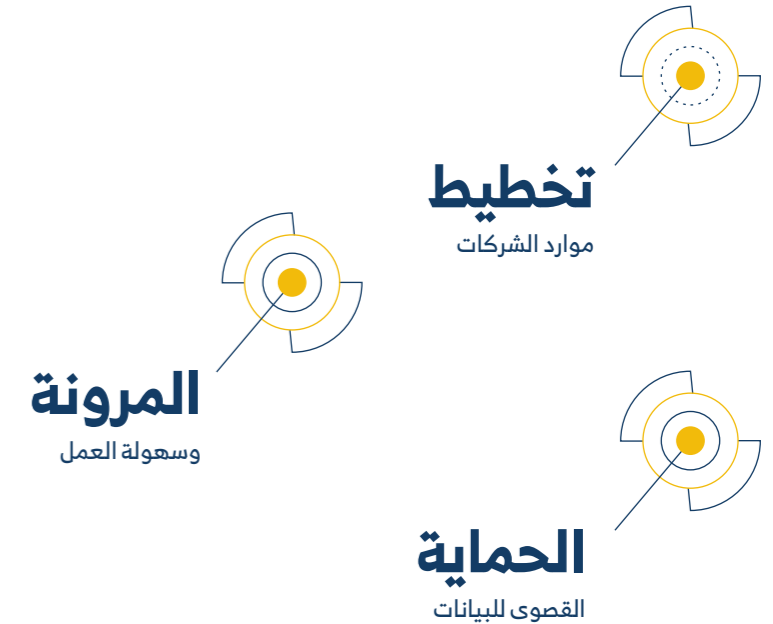 تخطيط
موارد الشركات
المرونة
وسهولة العمل
الحماية
القصوى للبيانات